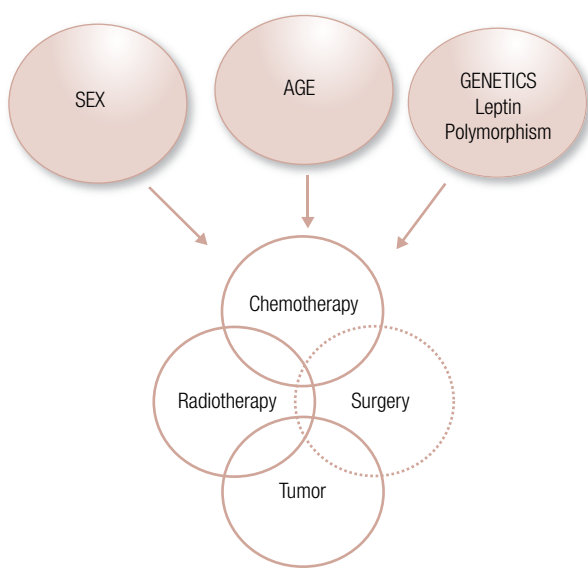 SEX
AGE
GENETICS
Leptin
Polymorphism
Chemotherapy
Radiotherapy
Surgery
Tumor